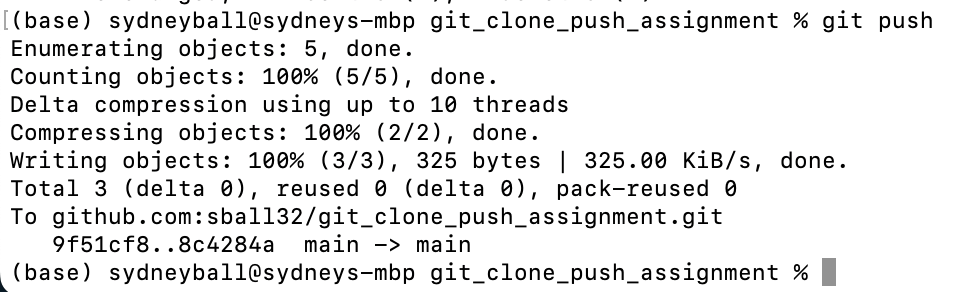 (base) sydneyball@sydneys-mbp git_clone_push_assignment % git push
Enumerating objects: 5, done.
Counting objects: 100% (5/5), done.
Delta compression using up to 10 threads
Compressing objects: 100% (2/2), done.
Writing objects: 100% (3/3), 325 bytes | 325.00 KiB/s, done.
Total 3 (delta 0), reused 0 (delta 0), pack-reused 0
To github.com:sball32/git_clone_push_assignment.git
   9f51cf8..8c4284a  main -> main
(base) sydneyball@sydneys-mbp git_clone_push_assignment %